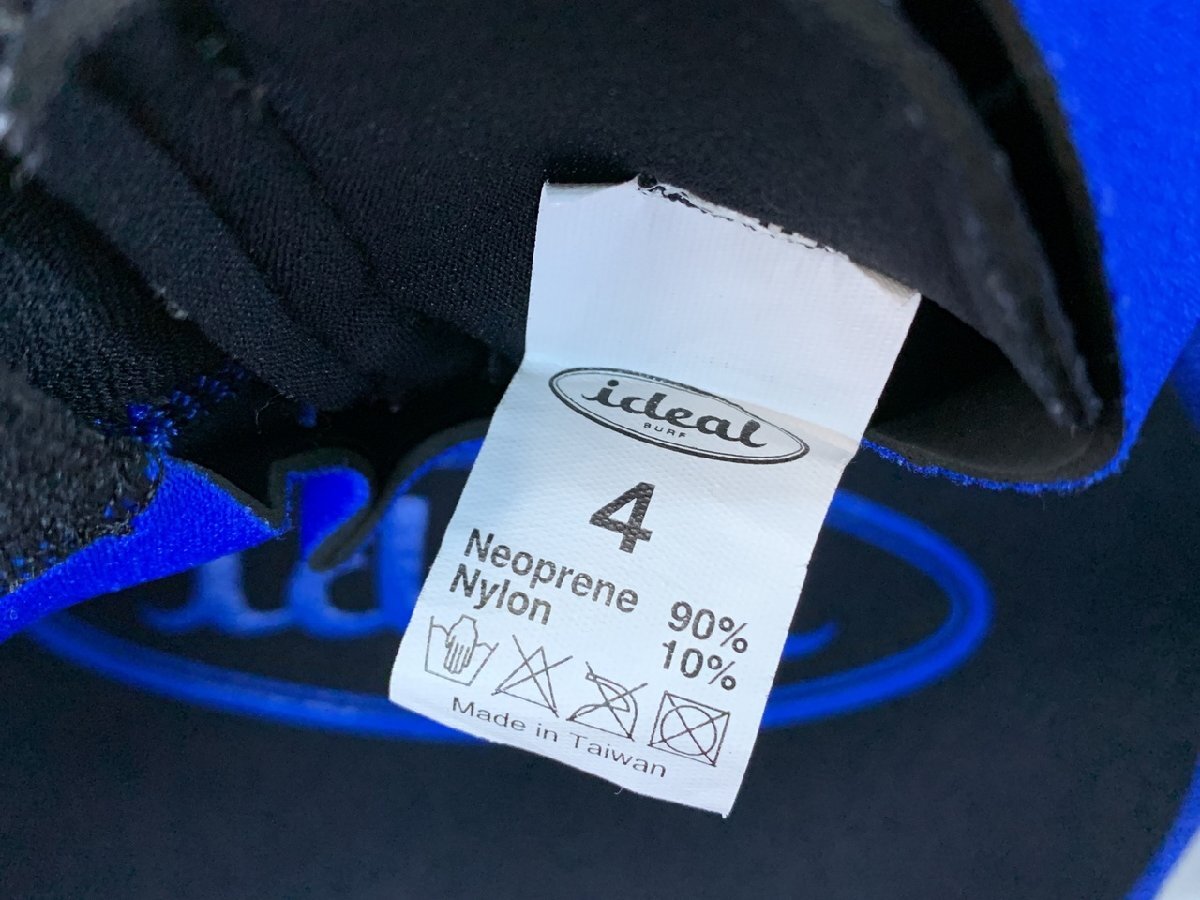 ideal
SURF
4
Neoprene 90%
Nylon 10%
Made in Taiwan